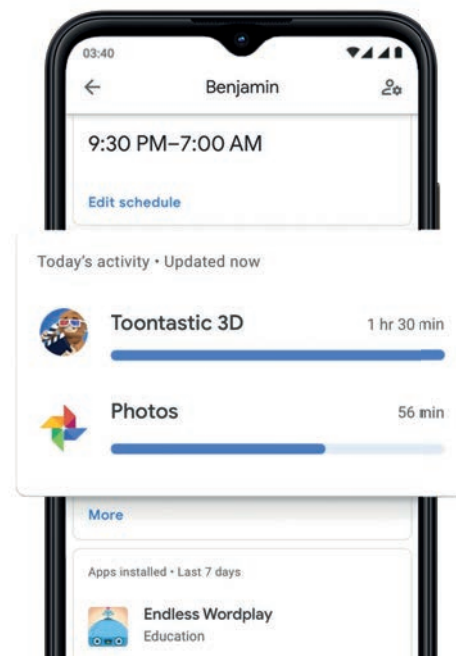 03:40
Benjamin
9:30 PM–7:00 AM
Edit schedule
Today's activity • Updated now
Toontastic 3D
1 hr 30 min
Photos
56 min
More
Apps installed • Last 7 days
Endless Wordplay
Education